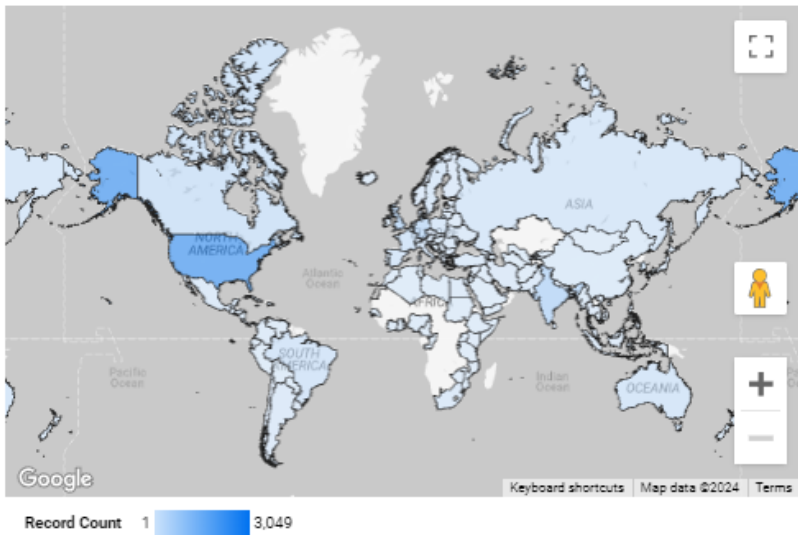 ASIA
NORTH
AMERICA
Atlantic
Ocean
AFRICA
SOUTH
AMERICA
Pacific
Ocean
Indian
Ocean
OCEANIA
Google
Keyboard shortcuts Map data ©2024 Terms
Record Count 1 3,049